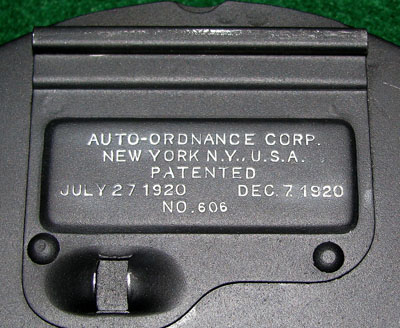 AUTO-ORDNANCE CORP.
NEW YORK N.Y., U.S.A.
PATENTED
JULY 27 1920 DEC. 7. 1920
NO. 606